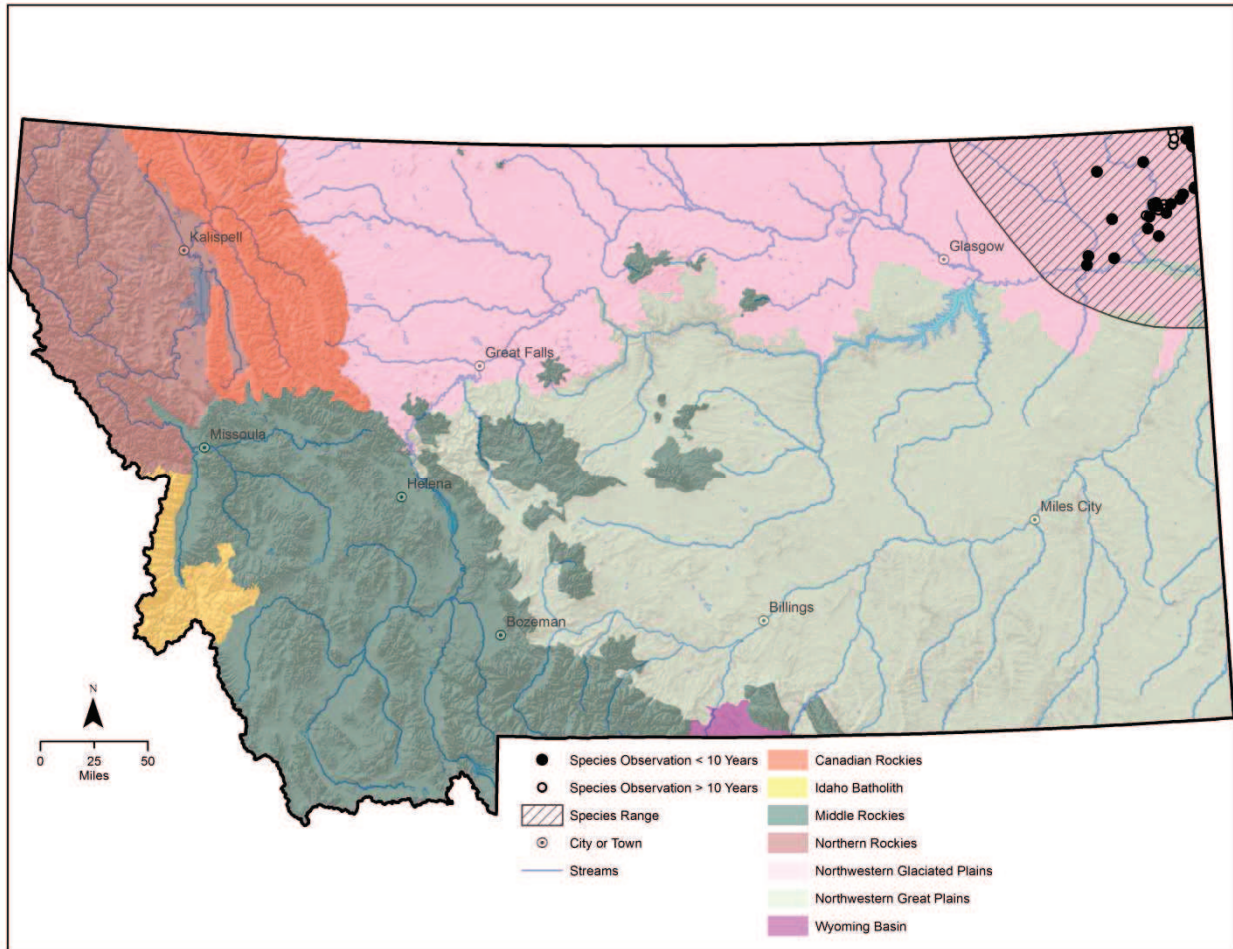 Kalispell
Glasgow
Great Falls
Missoula
Helena
Miles City
Billings
Bozeman
N
0 25 50
Miles
Species Observation < 10 Years
Species Observation > 10 Years
Species Range
City or Town
Streams
Canadian Rockies
Idaho Batholith
Middle Rockies
Northern Rockies
Northwestern Glaciated Plains
Northwestern Great Plains
Wyoming Basin